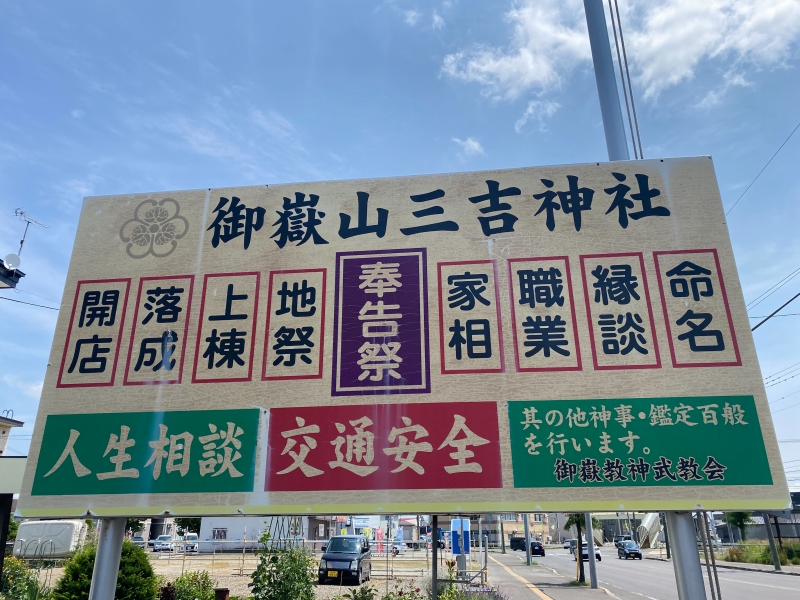 御嶽山三吉神社
命名
縁談
職業
家相
奉告祭
地祭
上棟
落成
開店
人生相談
交通安全
其の他神事・鑑定百般
を行います。
御嶽教神武教会